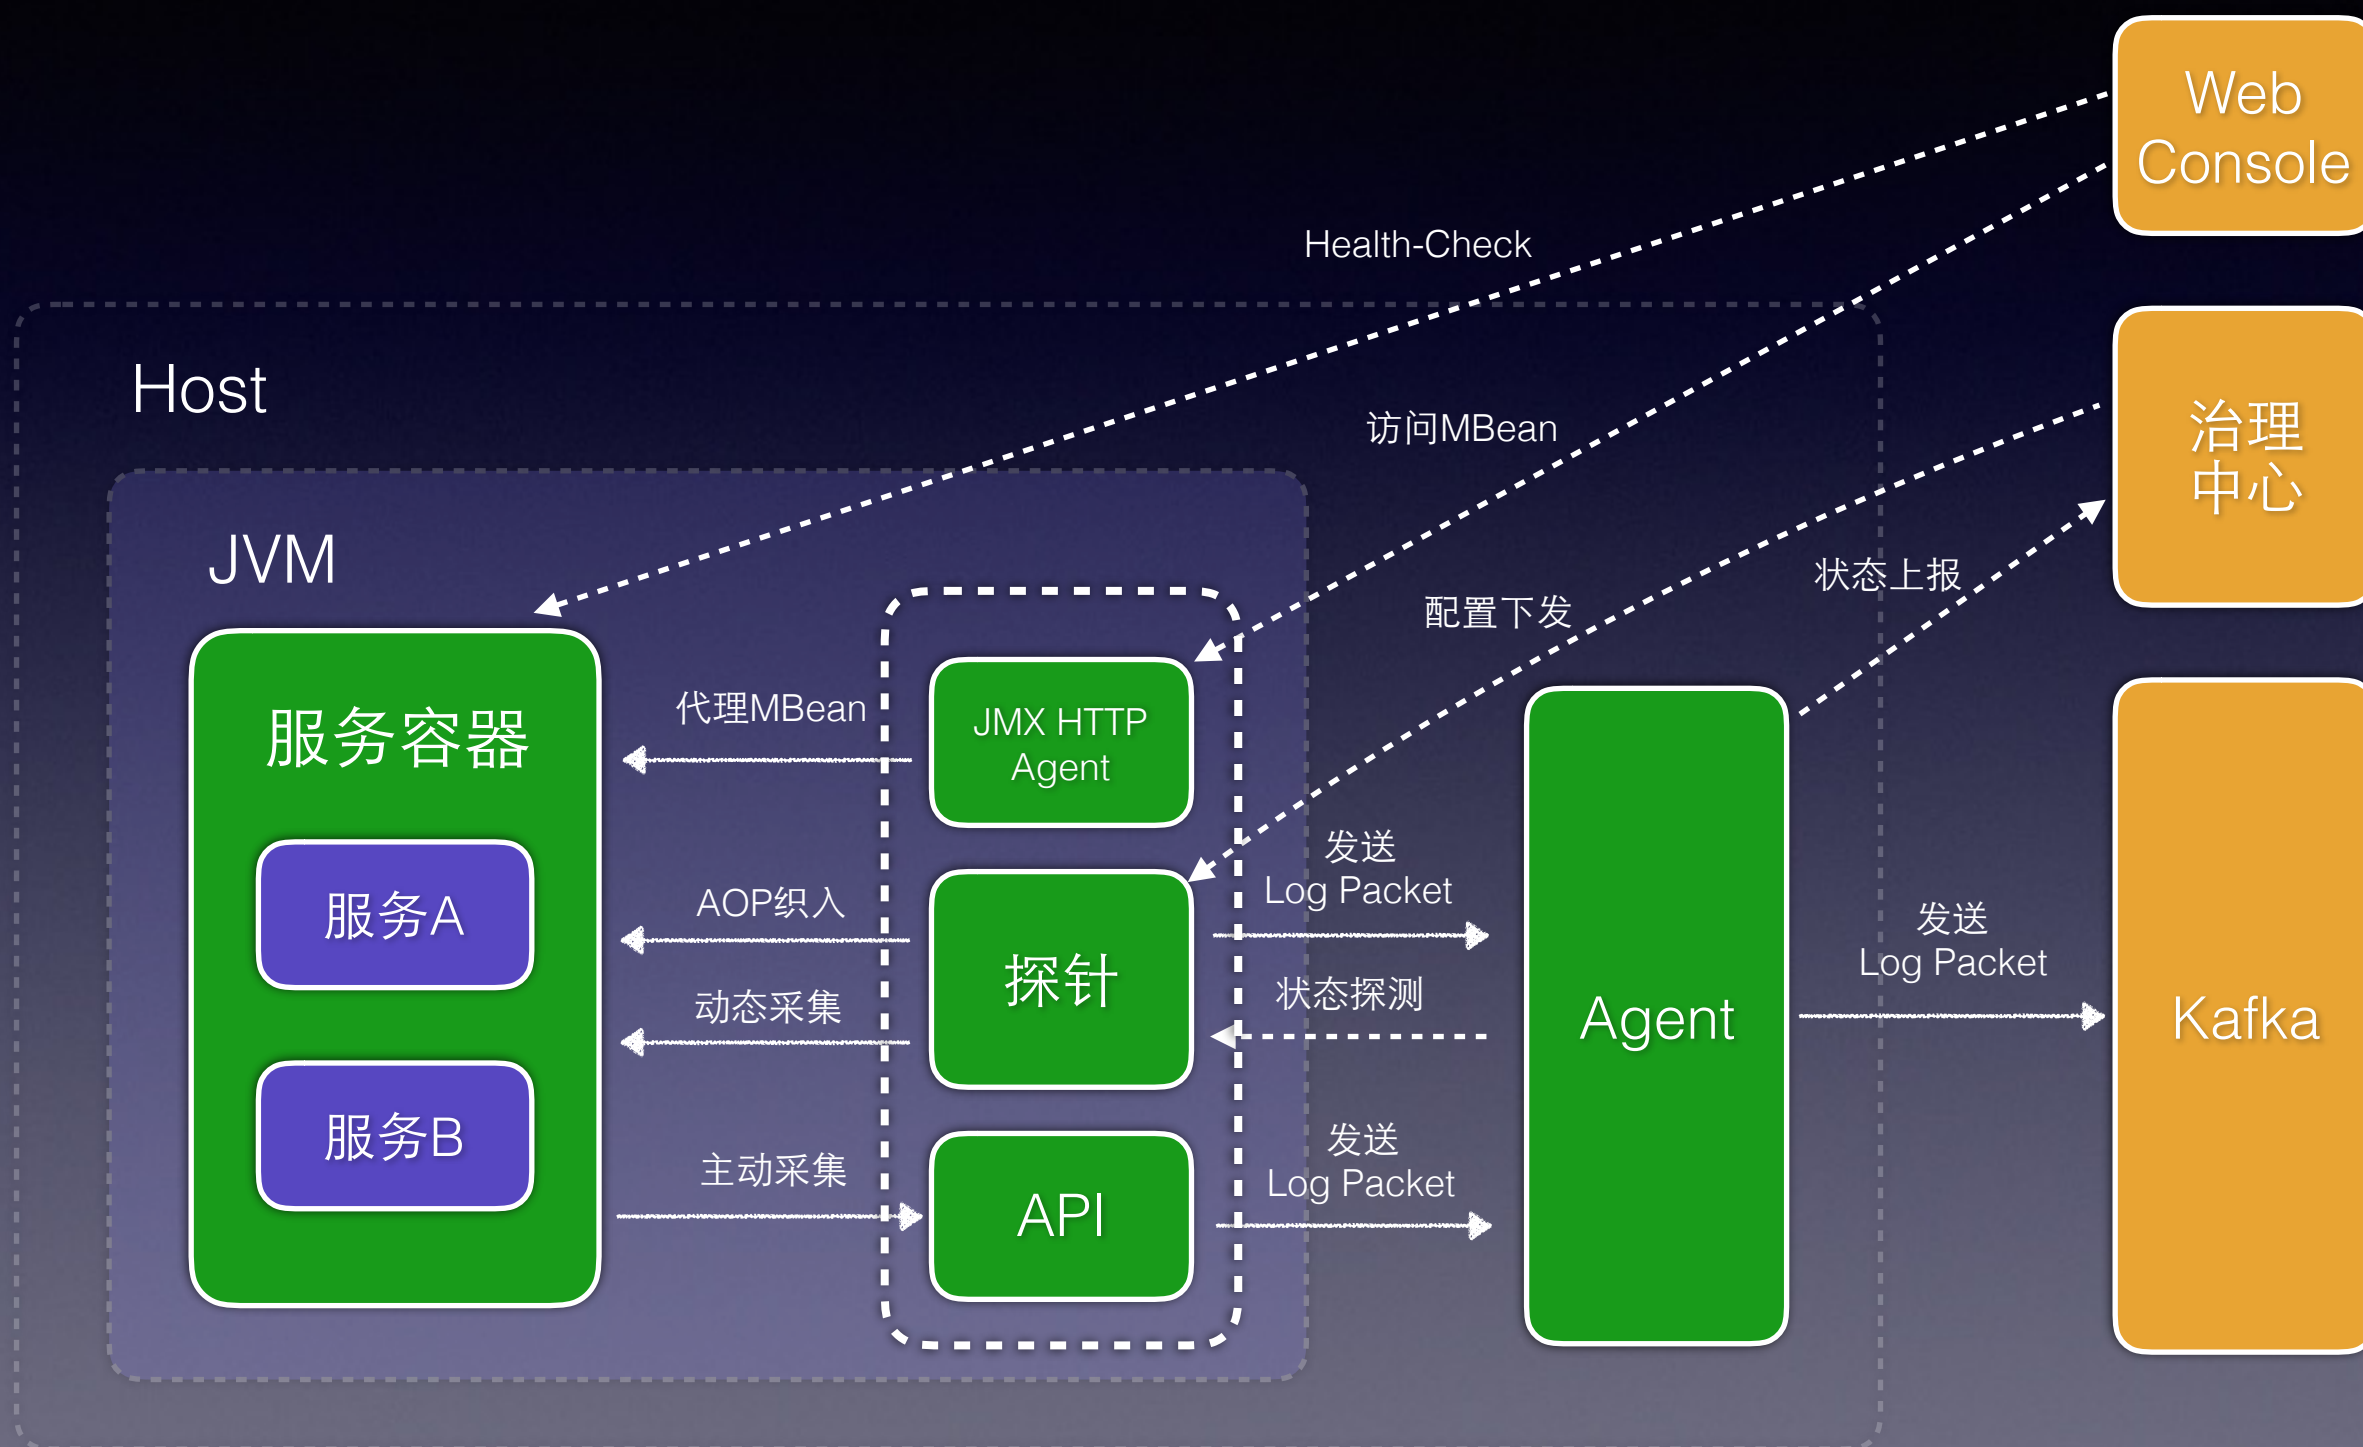 Web
Console
Health-Check
Host
访问MBean
治理
中心
JVM
状态上报
配置下发
服务容器
代理MBean
JMX HTTP
Agent
发送
Log Packet
AOP织入
服务A
探针
动态采集
状态探测
Agent
发送
Log Packet
Kafka
服务B
主动采集
API
发送
Log Packet